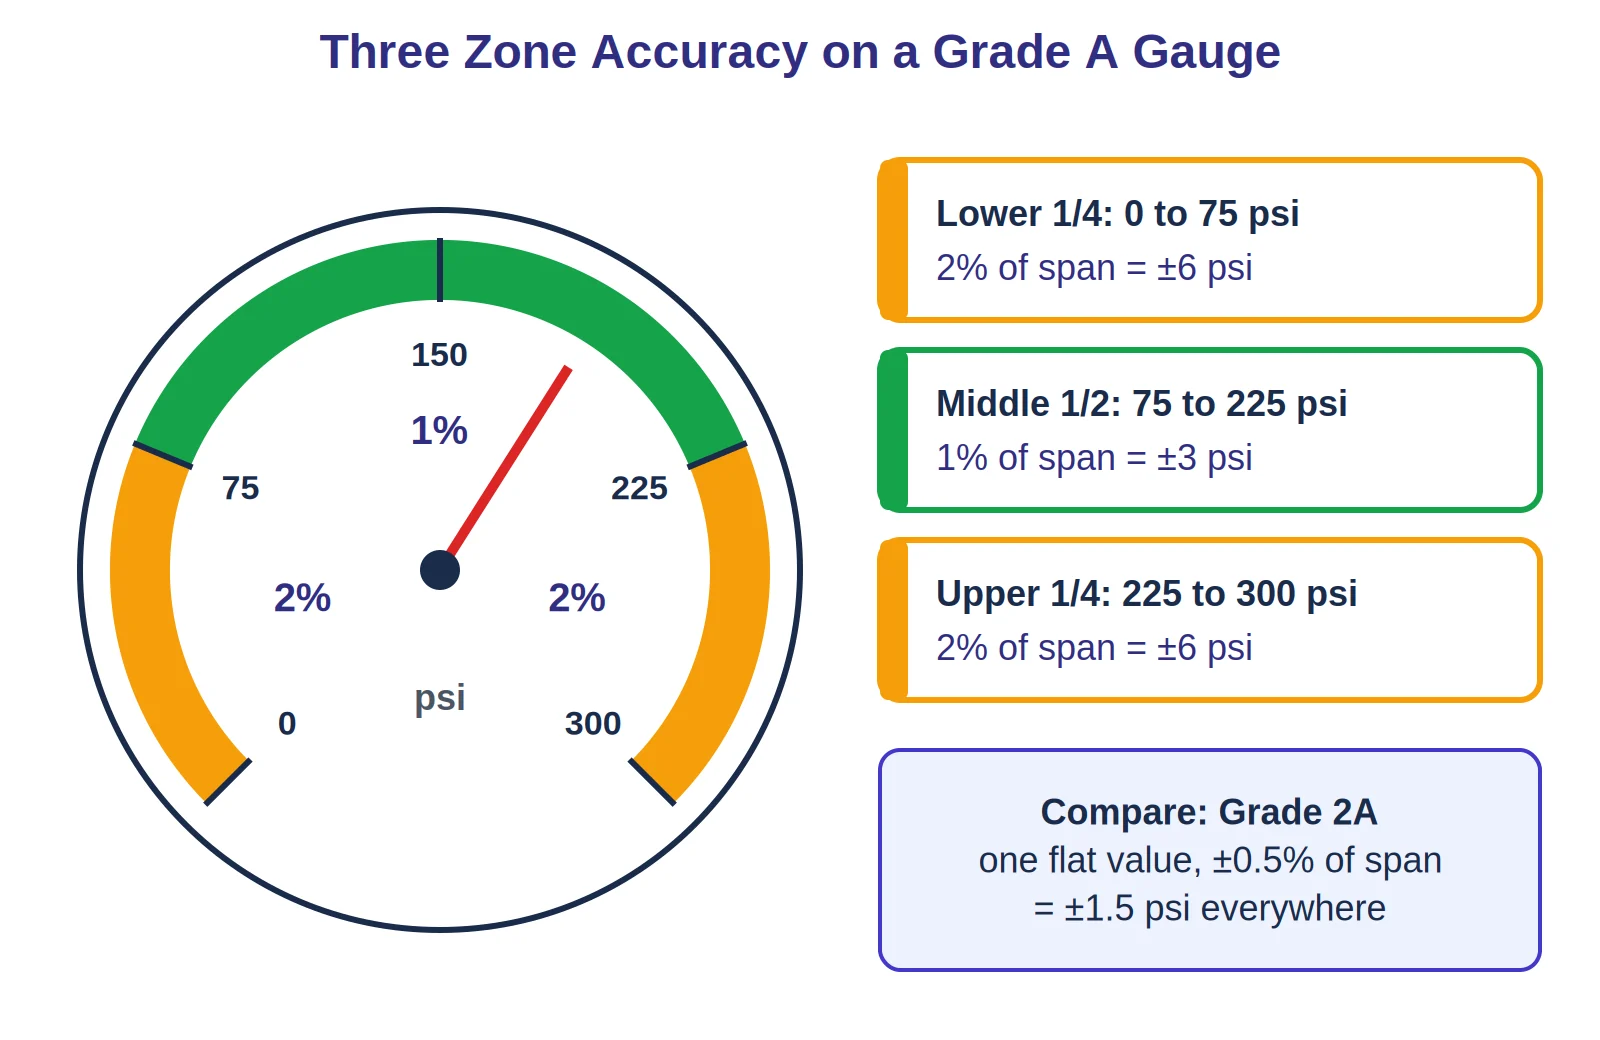 Three Zone Accuracy on a Grade A Gauge
150
1%
75
225
2%
2%
psi
0
300
Lower 1/4: 0 to 75 psi
2% of span = ±6 psi
Middle 1/2: 75 to 225 psi
1% of span = ±3 psi
Upper 1/4: 225 to 300 psi
2% of span = ±6 psi
Compare: Grade 2A
one flat value, ±0.5% of span
= ±1.5 psi everywhere